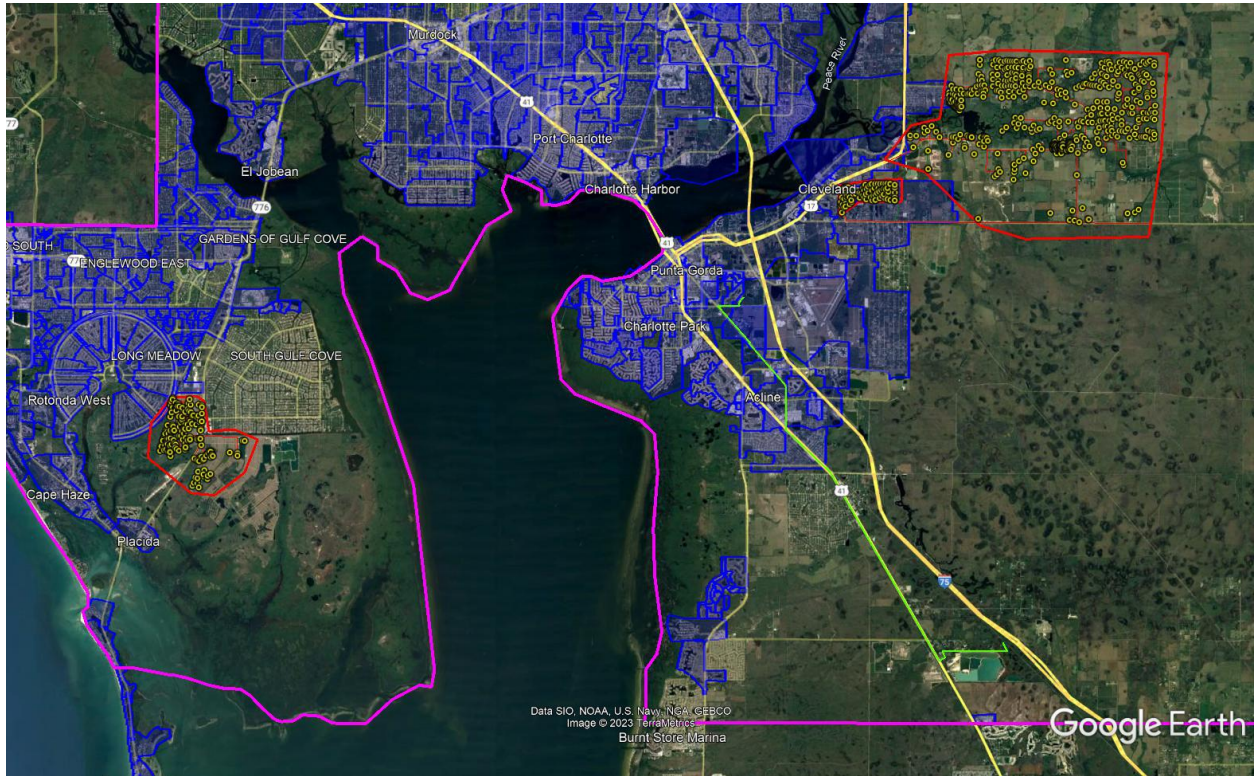 Murdock
41
Peace River
77
Port Charlotte
El Jobean
Charlotte Harbor
Cleveland
776
17
GARDENS OF GULF COVE
41
SOUTH
77
ENGLEWOOD EAST
Punta Gorda
Charlotte Park
LONG MEADOW
SOUTH GULF COVE
Rotonda West
Acline
Cape Haze
41
Placida
75
Data SIO, NOAA, U.S. Navy, NGA, GEBCO
Image © 2023 TerraMetrics
Burnt Store Marina
Google Earth